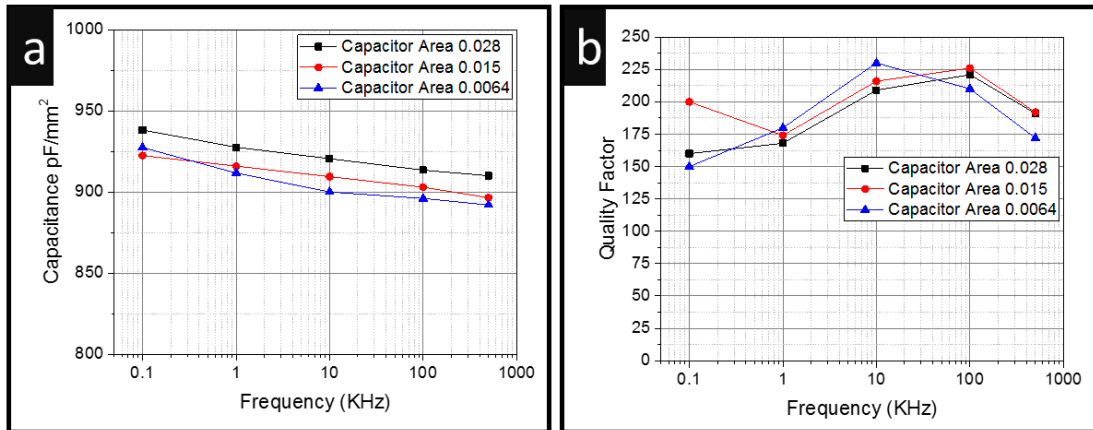 a
1000
950
900
850
800
Capacitance pF/mm²
Capacitor Area 0.028
Capacitor Area 0.015
Capacitor Area 0.0064
0.1 1 10 100 1000
Frequency (KHz)
b
250
225
200
175
150
125
100
75
50
25
0
Quality Factor
Capacitor Area 0.028
Capacitor Area 0.015
Capacitor Area 0.0064
0.1 1 10 100 1000
Frequency (KHz)